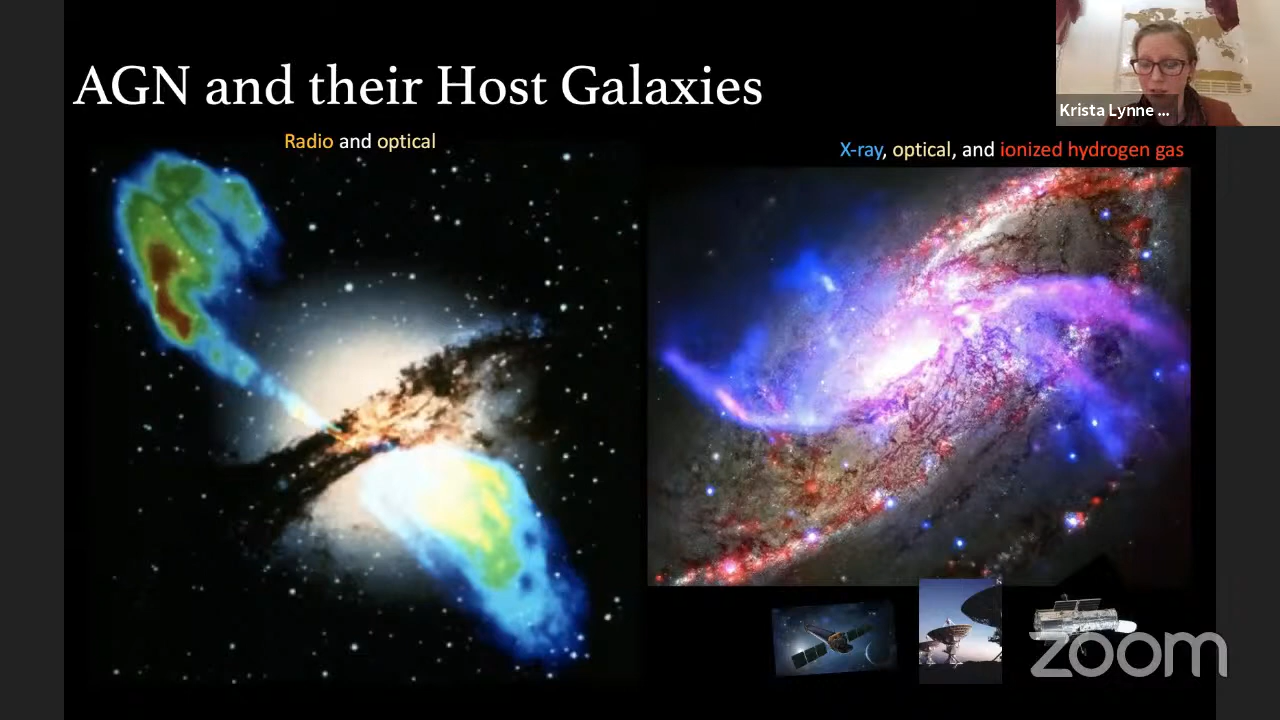 AGN and their Host Galaxies
Krista Lynne ...
Radio and optical
X-ray, optical, and ionized hydrogen gas
zoom